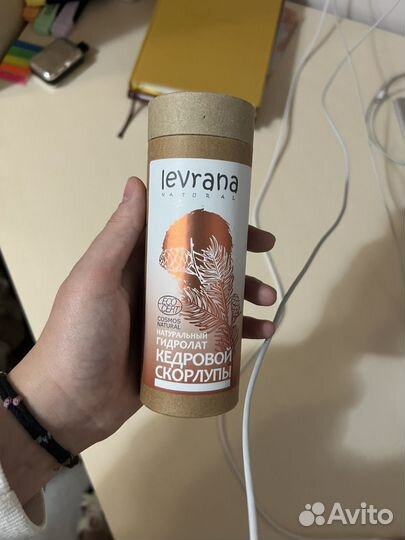 levrana
NATURAL
ECO
CERT
COSMOS
NATURAL
НАТУРАЛЬНЫЙ
ГИДРОЛАТ
КЕДРОВОЙ
СКОРЛУПЫ
Avito